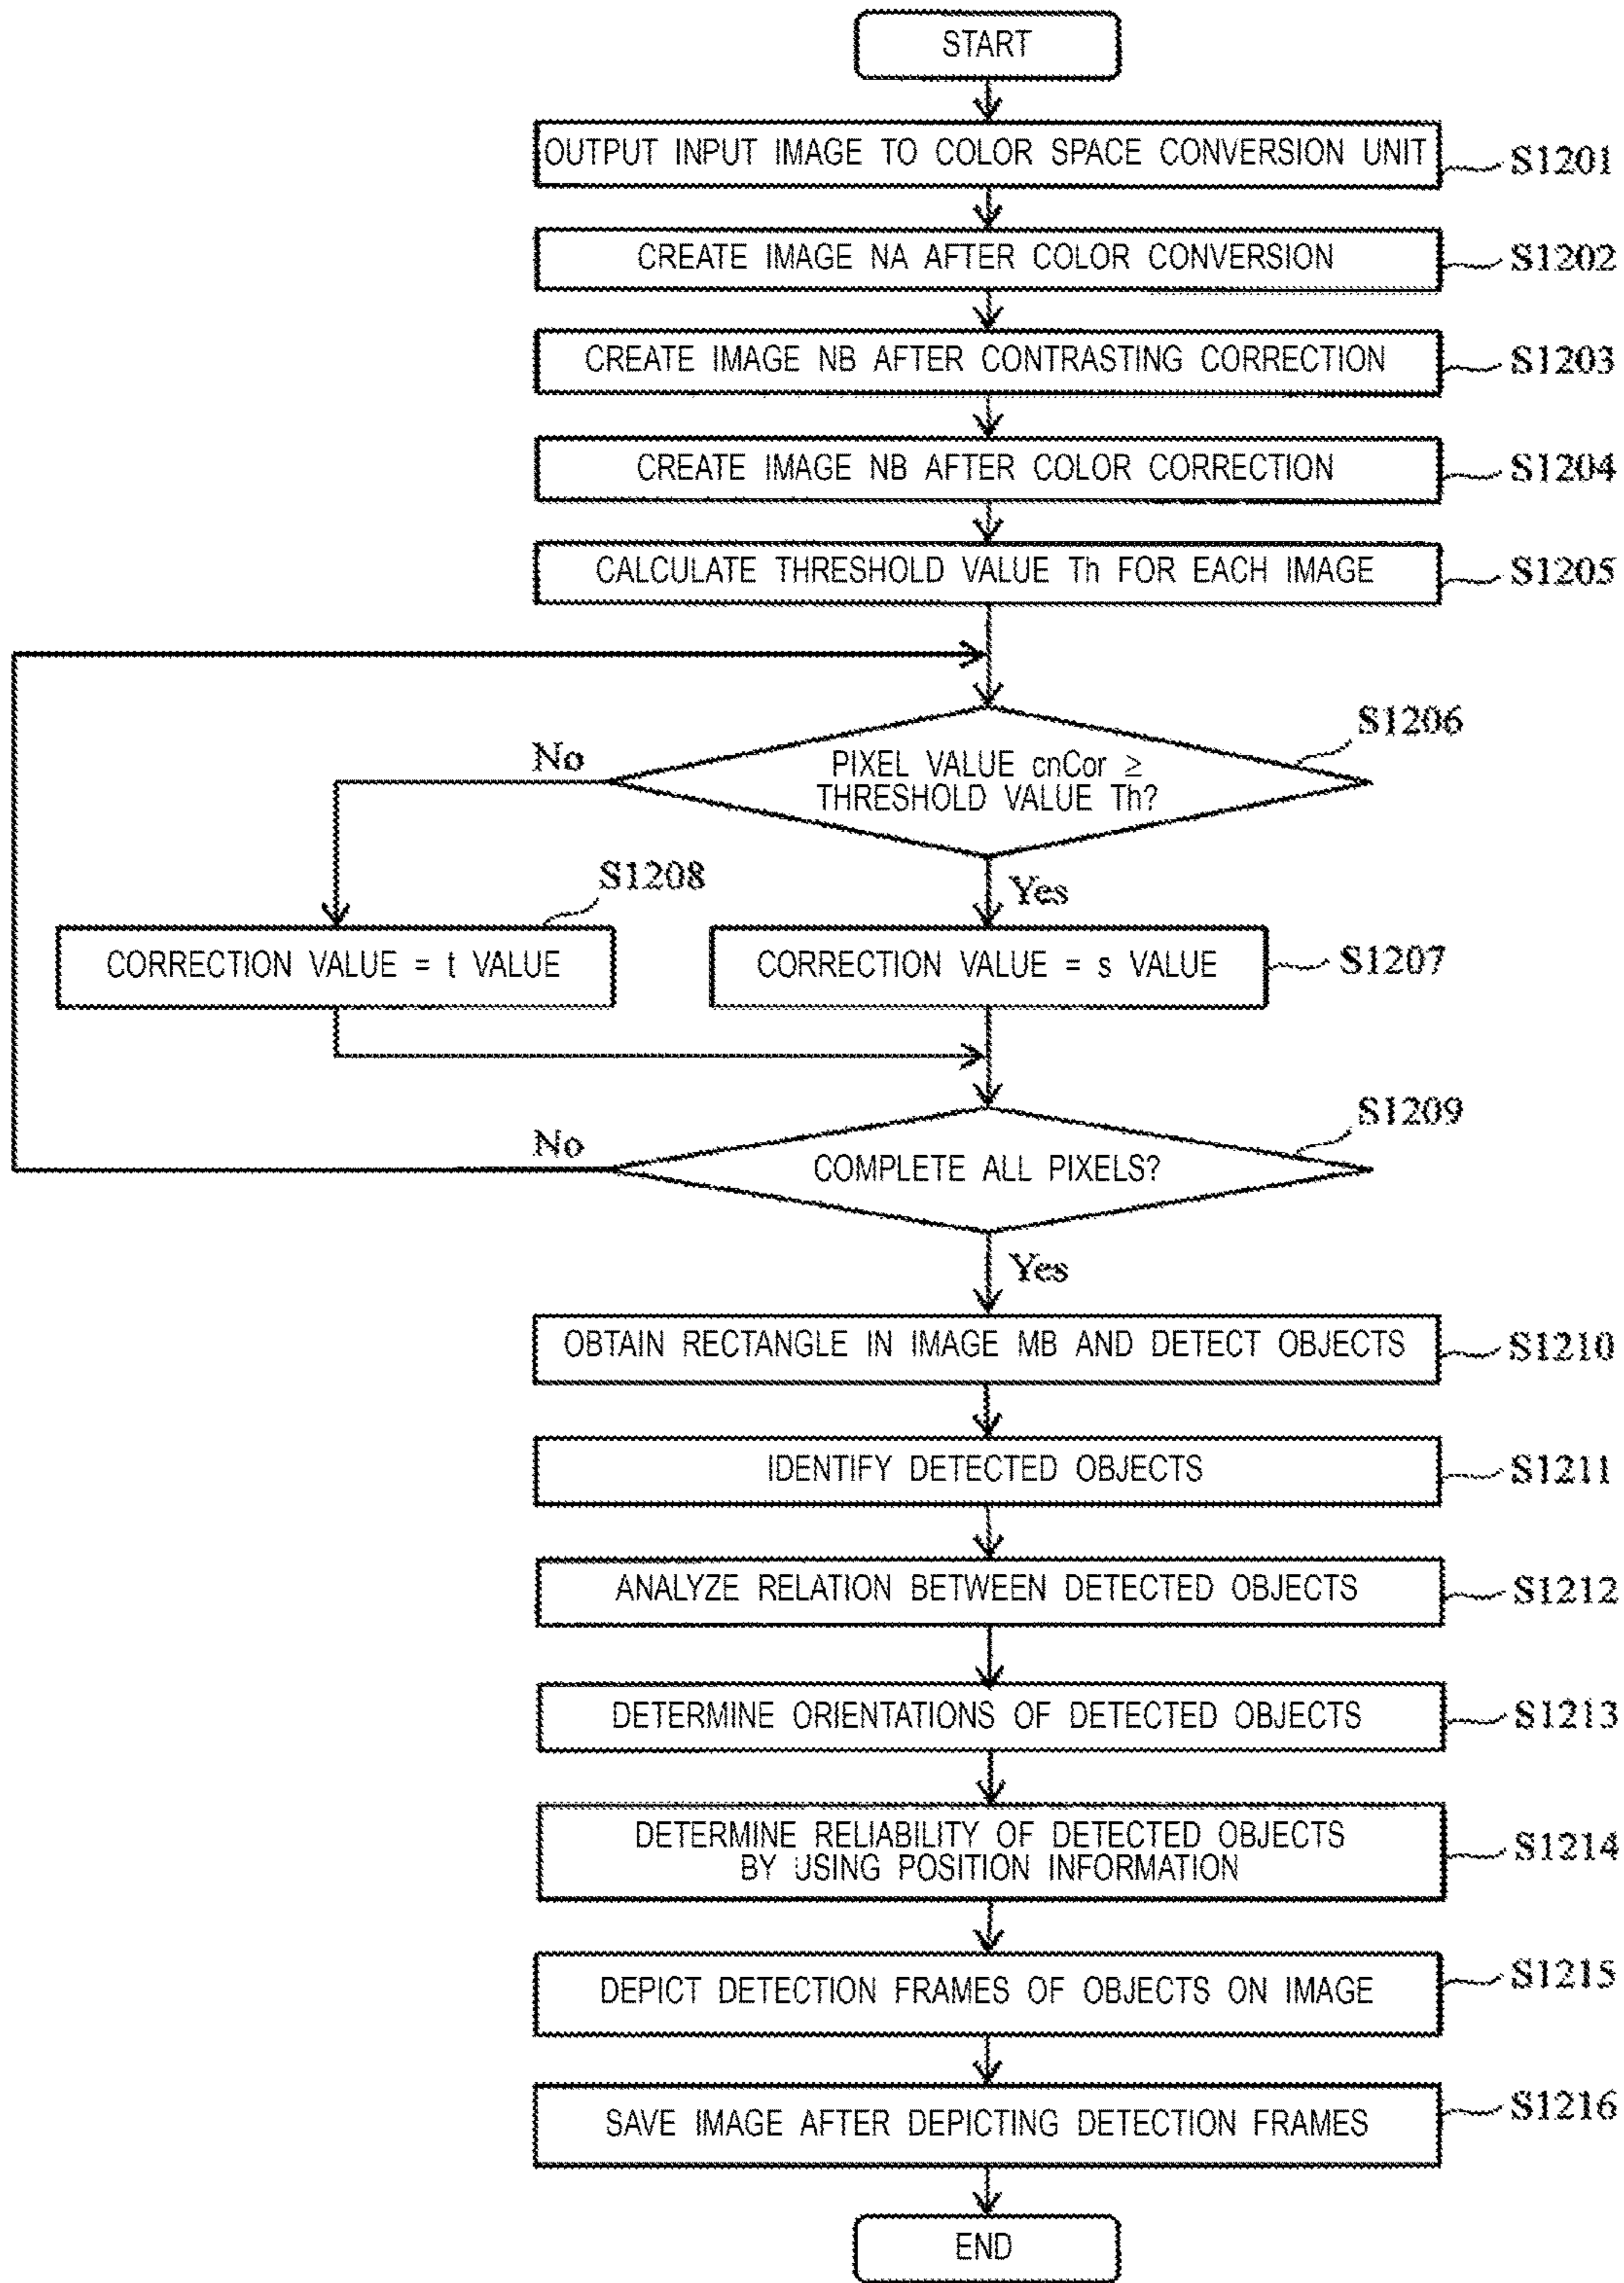 START
OUTPUT INPUT IMAGE TO COLOR SPACE CONVERSION UNIT
S1201
CREATE IMAGE NA AFTER COLOR CONVERSION
S1202
CREATE IMAGE NB AFTER CONTRASTING CORRECTION
S1203
CREATE IMAGE NB AFTER COLOR CORRECTION
S1204
CALCULATE THRESHOLD VALUE Th FOR EACH IMAGE
S1205
S1206
No
PIXEL VALUE cnCor ≥
THRESHOLD VALUE Th?
S1208
Yes
CORRECTION VALUE = t VALUE
CORRECTION VALUE = s VALUE
S1207
S1209
No
COMPLETE ALL PIXELS?
Yes
OBTAIN RECTANGLE IN IMAGE MB AND DETECT OBJECTS
S1210
IDENTIFY DETECTED OBJECTS
S1211
ANALYZE RELATION BETWEEN DETECTED OBJECTS
S1212
DETERMINE ORIENTATIONS OF DETECTED OBJECTS
S1213
DETERMINE RELIABILITY OF DETECTED OBJECTS
BY USING POSITION INFORMATION
S1214
DEPICT DETECTION FRAMES OF OBJECTS ON IMAGE
S1215
SAVE IMAGE AFTER DEPICTING DETECTION FRAMES
S1216
END